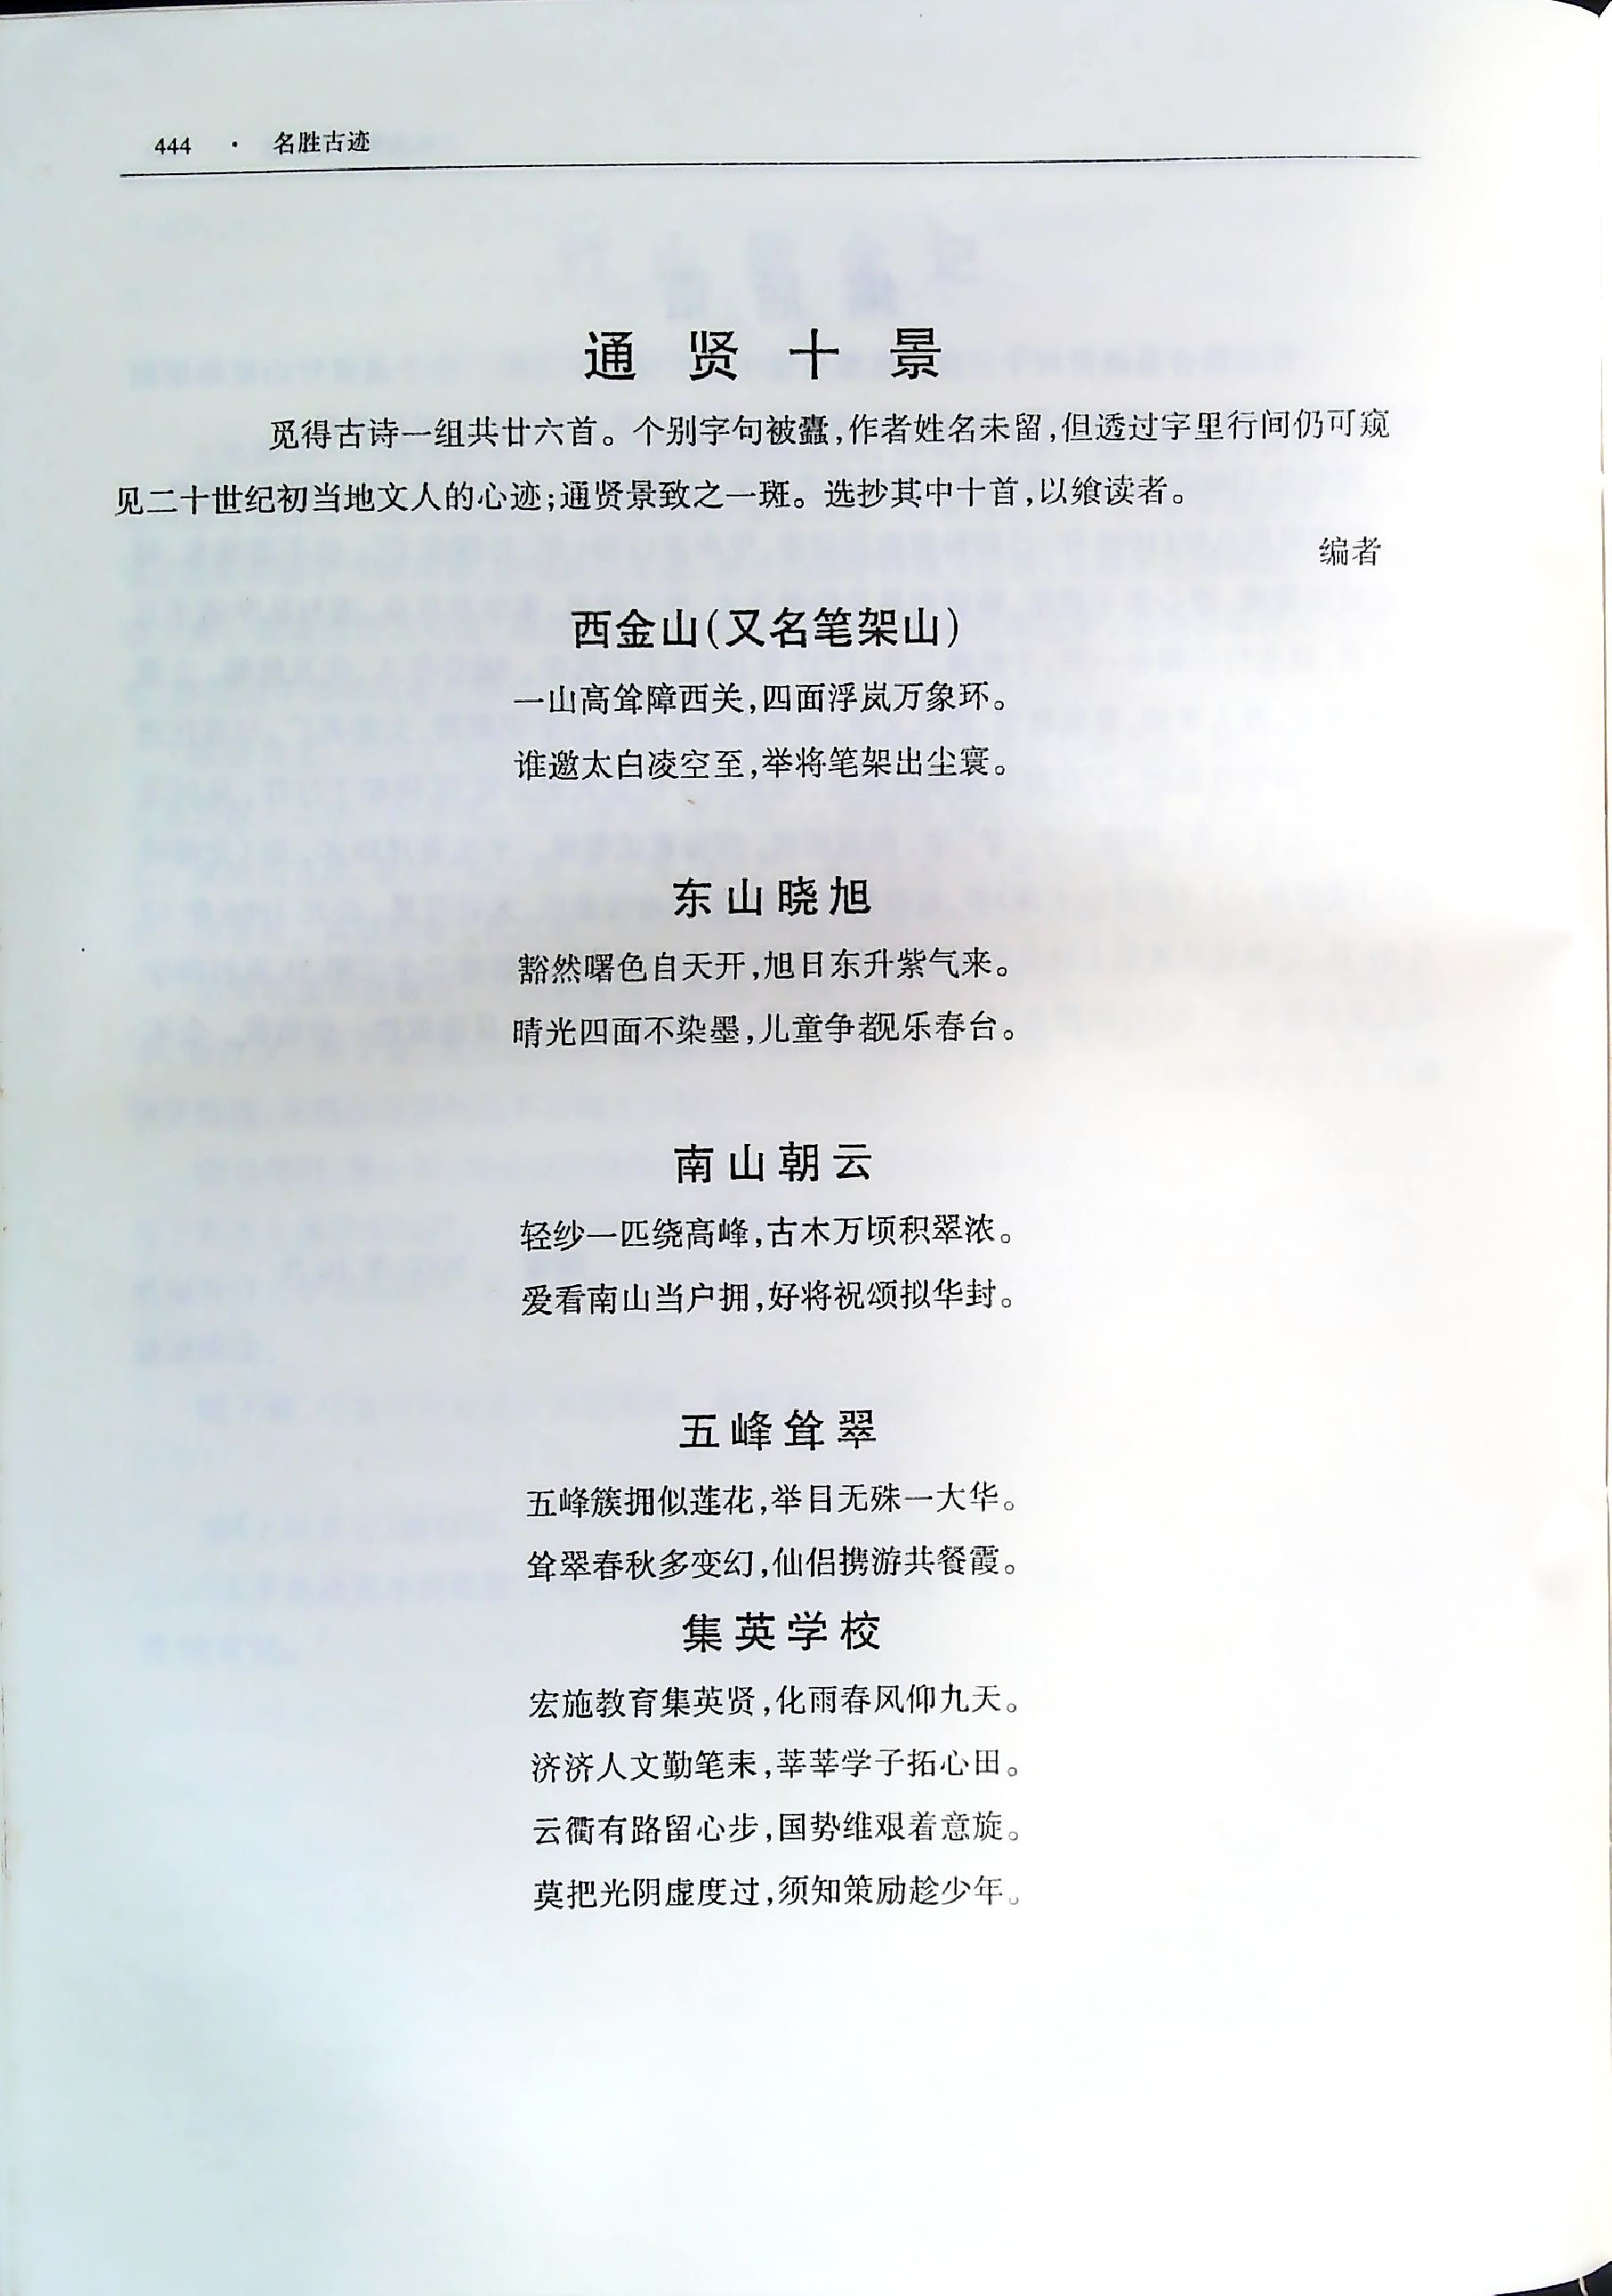 444 · 名胜古迹
通贤十景
觅得古诗一组共廿六首。个别字句被蠹,作者姓名未留,但透过字里行间仍可窥
见二十世纪初当地文人的心迹;通贤景致之一斑。选抄其中十首,以飨读者。
编者
西金山(又名笔架山)
一山高耸障西关,四面浮岚万象环。
谁邀太白凌空至,举将笔架出尘寰。
东山晓旭
豁然曙色自天开,旭日东升紫气来。
晴光四面不染墨,儿童争觏乐春台。
南山朝云
轻纱一匹绕高峰,古木万顷积翠浓。
爱看南山当户拥,好将祝颂拟华封。
五峰耸翠
五峰簇拥似莲花,举目无殊一大华。
耸翠春秋多变幻,仙侣携游共餐霞。
集英学校
宏施教育集英贤,化雨春风仰九天。
济济人文勤笔耒,莘莘学子拓心田。
云衢有路留心步,国势维艰着意旋。
莫把光阴虚度过,须知策励趁少年。